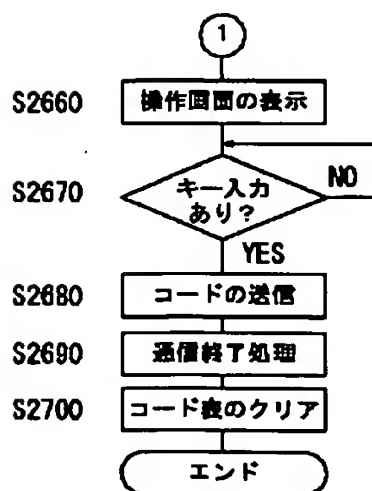 1
S2660 操作画面の表示
S2670 キー入力 NO
あり?
YES
S2680 コードの送信
S2690 通信終了処理
S2700 コード表のクリア
エンド